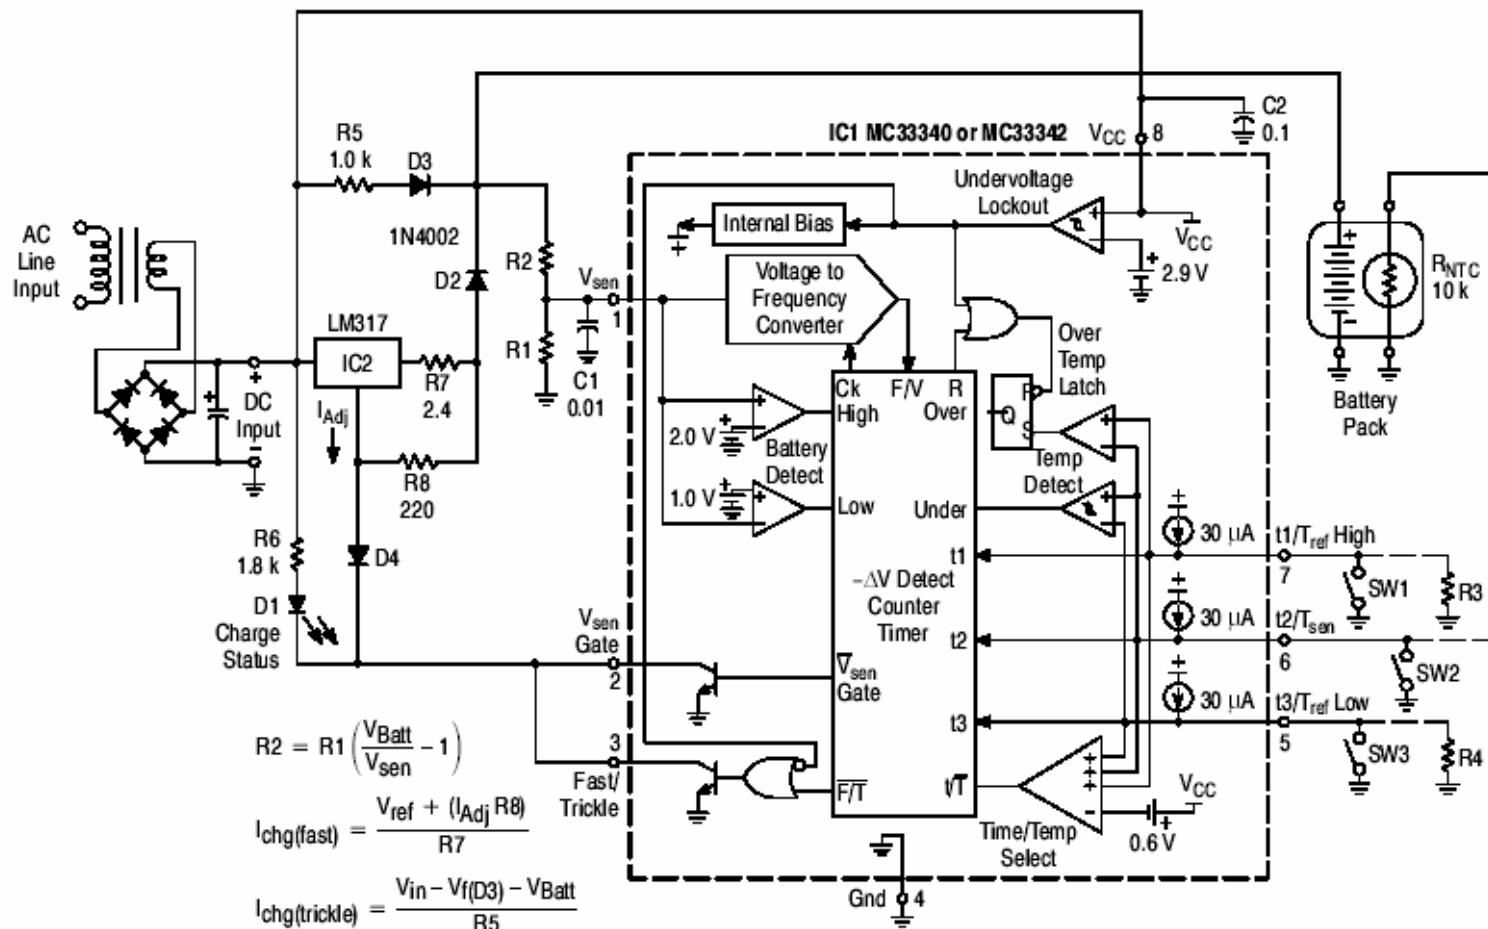 IC1 MC33340 or MC33342
VCC
8
C2
0.1
R5
1.0 k
D3
1N4002
D2
R2
R1
Vsen
1
C1
0.01
AC
Line
Input
DC
Input
+
-
LM317
IC2
R7
2.4
IAdj
R8
220
R6
1.8 k
D4
D1
Charge
Status
Internal Bias
Undervoltage
Lockout
VCC
2.9 V
Voltage to
Frequency
Converter
Over
Temp
Latch
Ck
F/V
R
High
Over
R
Q
S
2.0 V
Battery
Detect
1.0 V
Low
Temp
Detect
Under
RNTC
10 k
Battery
Pack
t1
30 µA
t1/Tref High
7
SW1
R3
−ΔV Detect
Counter
Timer
t2
30 µA
t2/Tsen
6
SW2
t3
30 µA
t3/Tref Low
5
SW3
R4
Vsen
Gate
2
V̅sen
Gate
3
Fast/
Trickle
F̅/̅T̅
t/T̅
Time/Temp
Select
VCC
0.6 V
Gnd
4
R2 = R1 (VBatt/Vsen − 1)
Ichg(fast) = (Vref + (IAdj R8))/R7
Ichg(trickle) = (Vin − Vf(D3) − VBatt)/R5